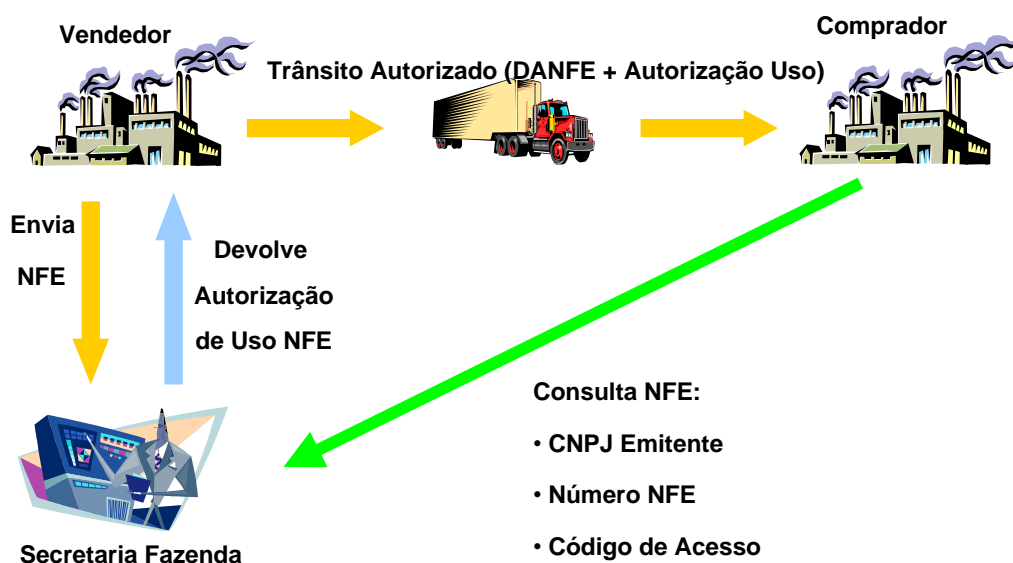 Vendedor
Comprador
Trânsito Autorizado (DANFE + Autorização Uso)
Envia
NFE
Devolve
Autorização
de Uso NFE
Consulta NFE:
• CNPJ Emitente
• Número NFE
• Código de Acesso
Secretaria Fazenda